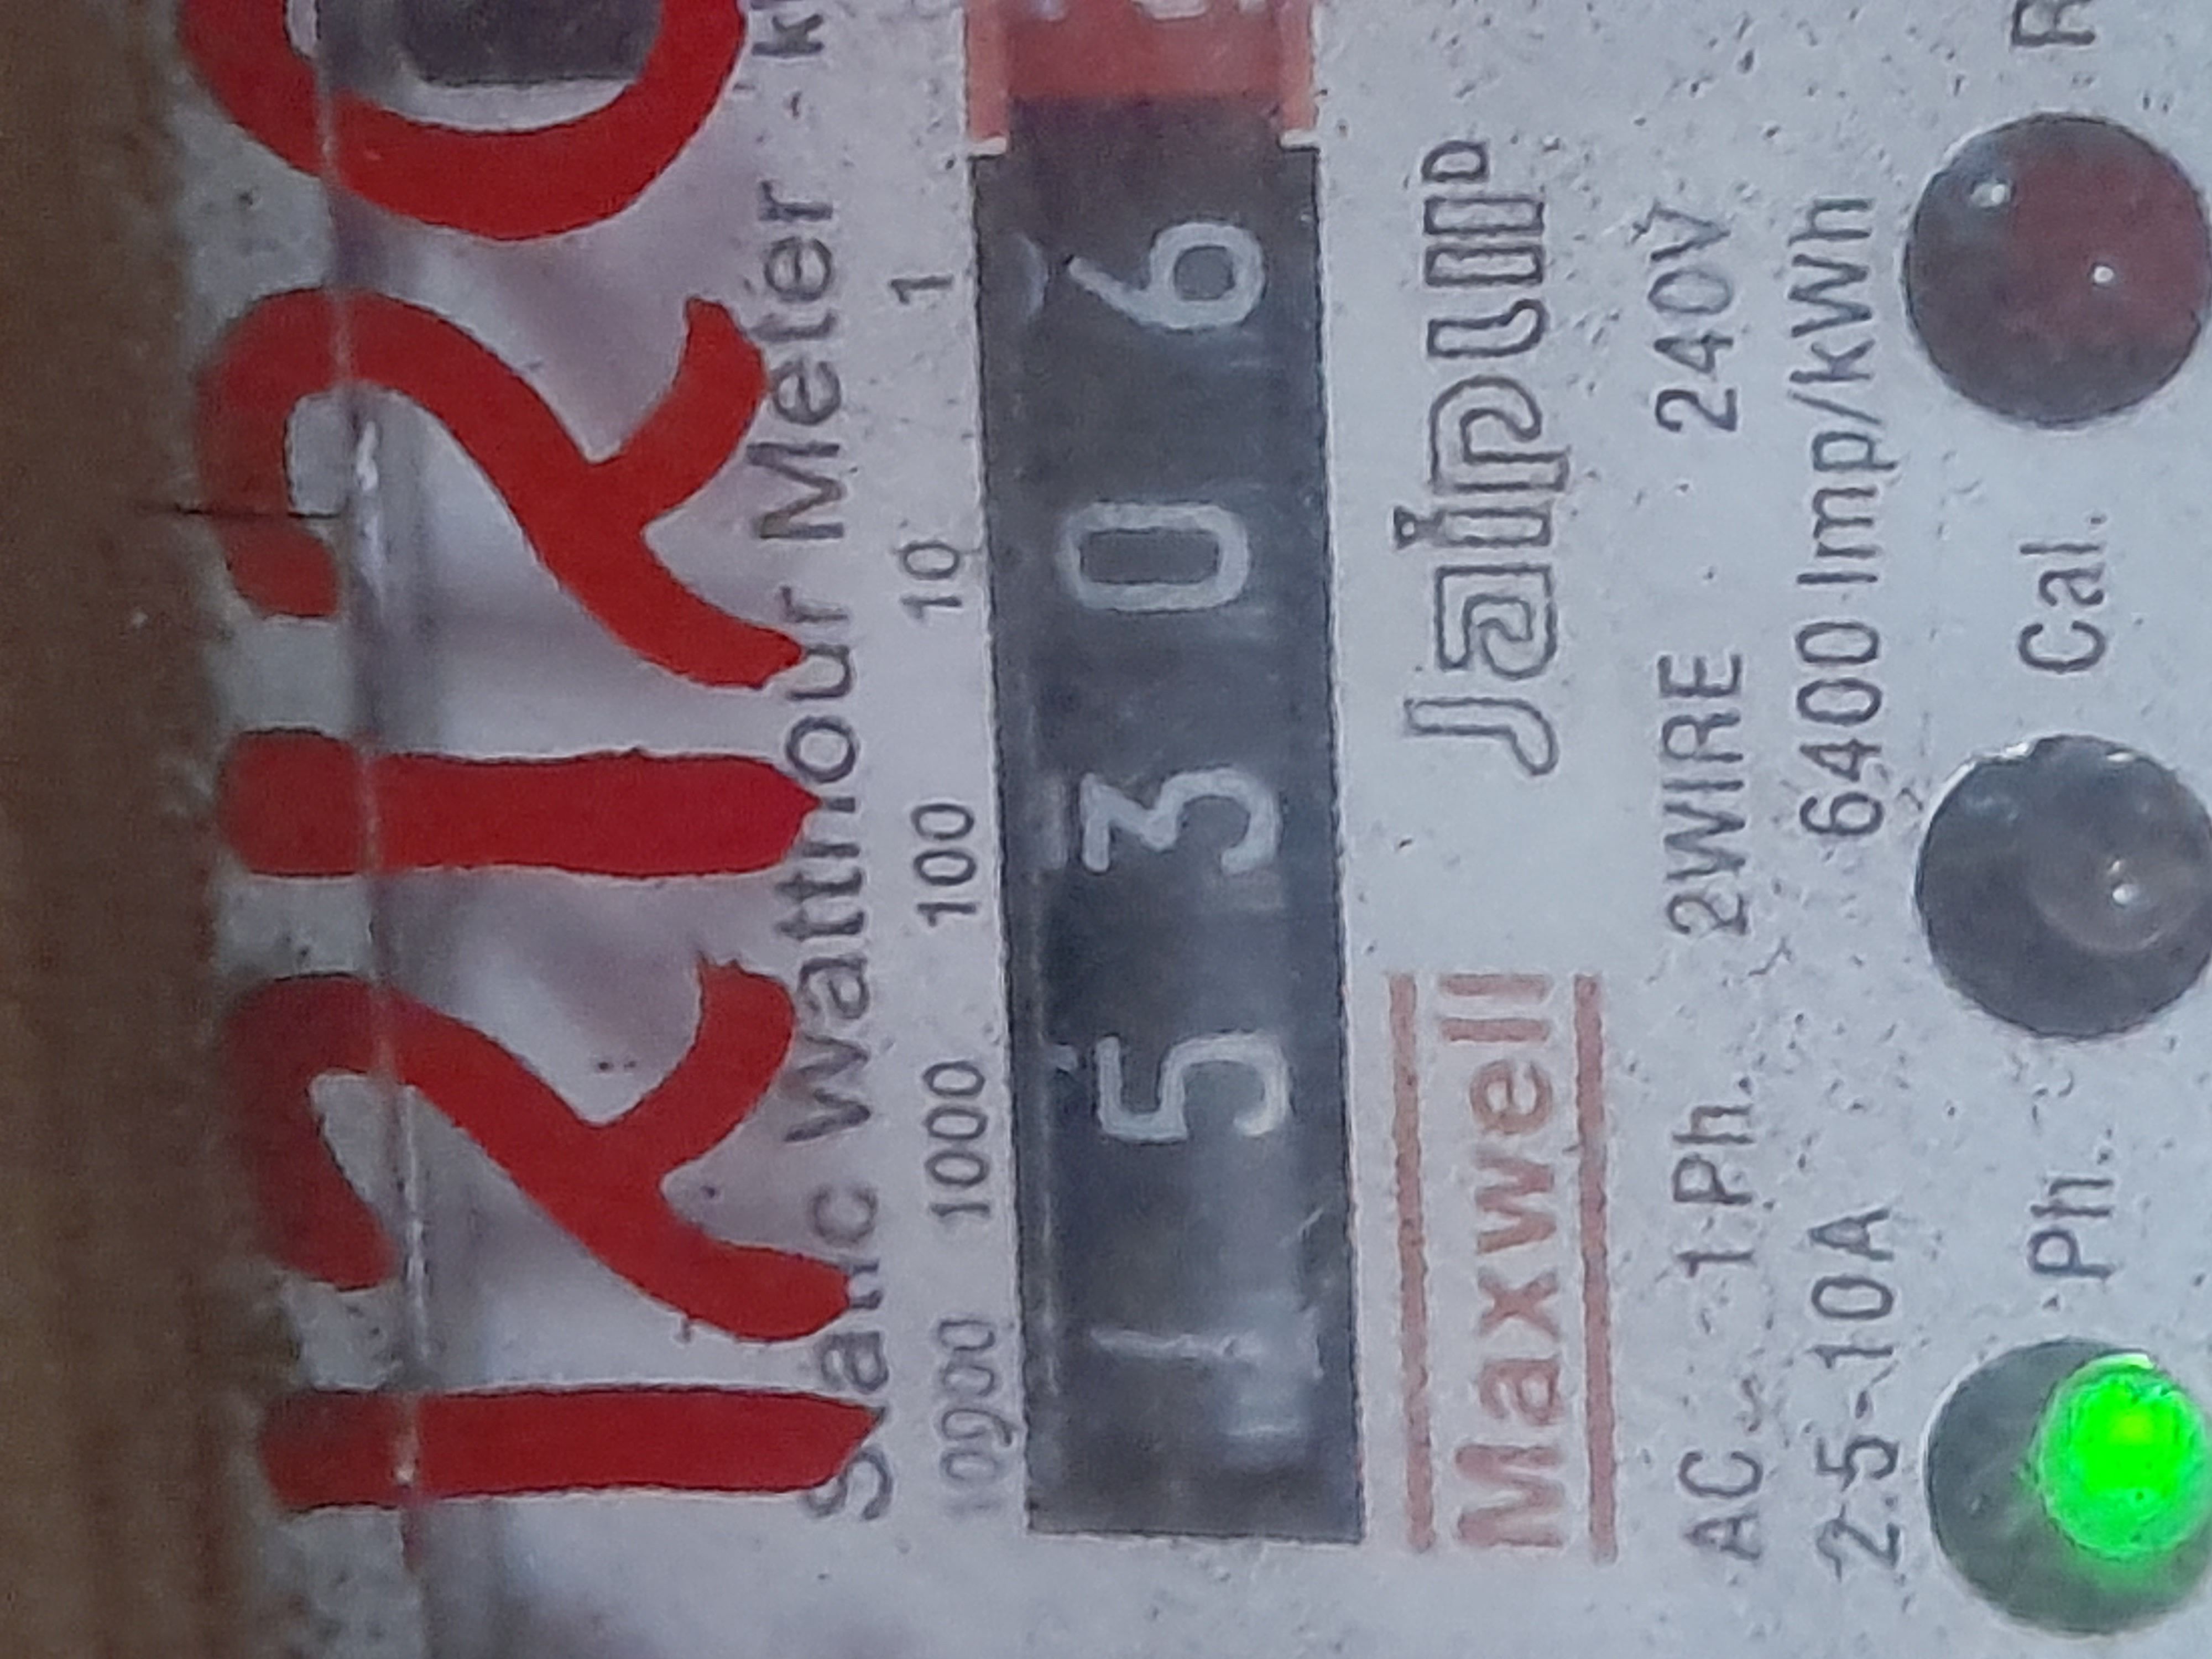 Static Watthour Meter -
10000 1000 100 10 1
1 5 3 0 6
Maxwell Jaipur
AC 1 Ph. 2WIRE 240V
2.5-10A 6400 Imp/kWh
Ph. Cal. R